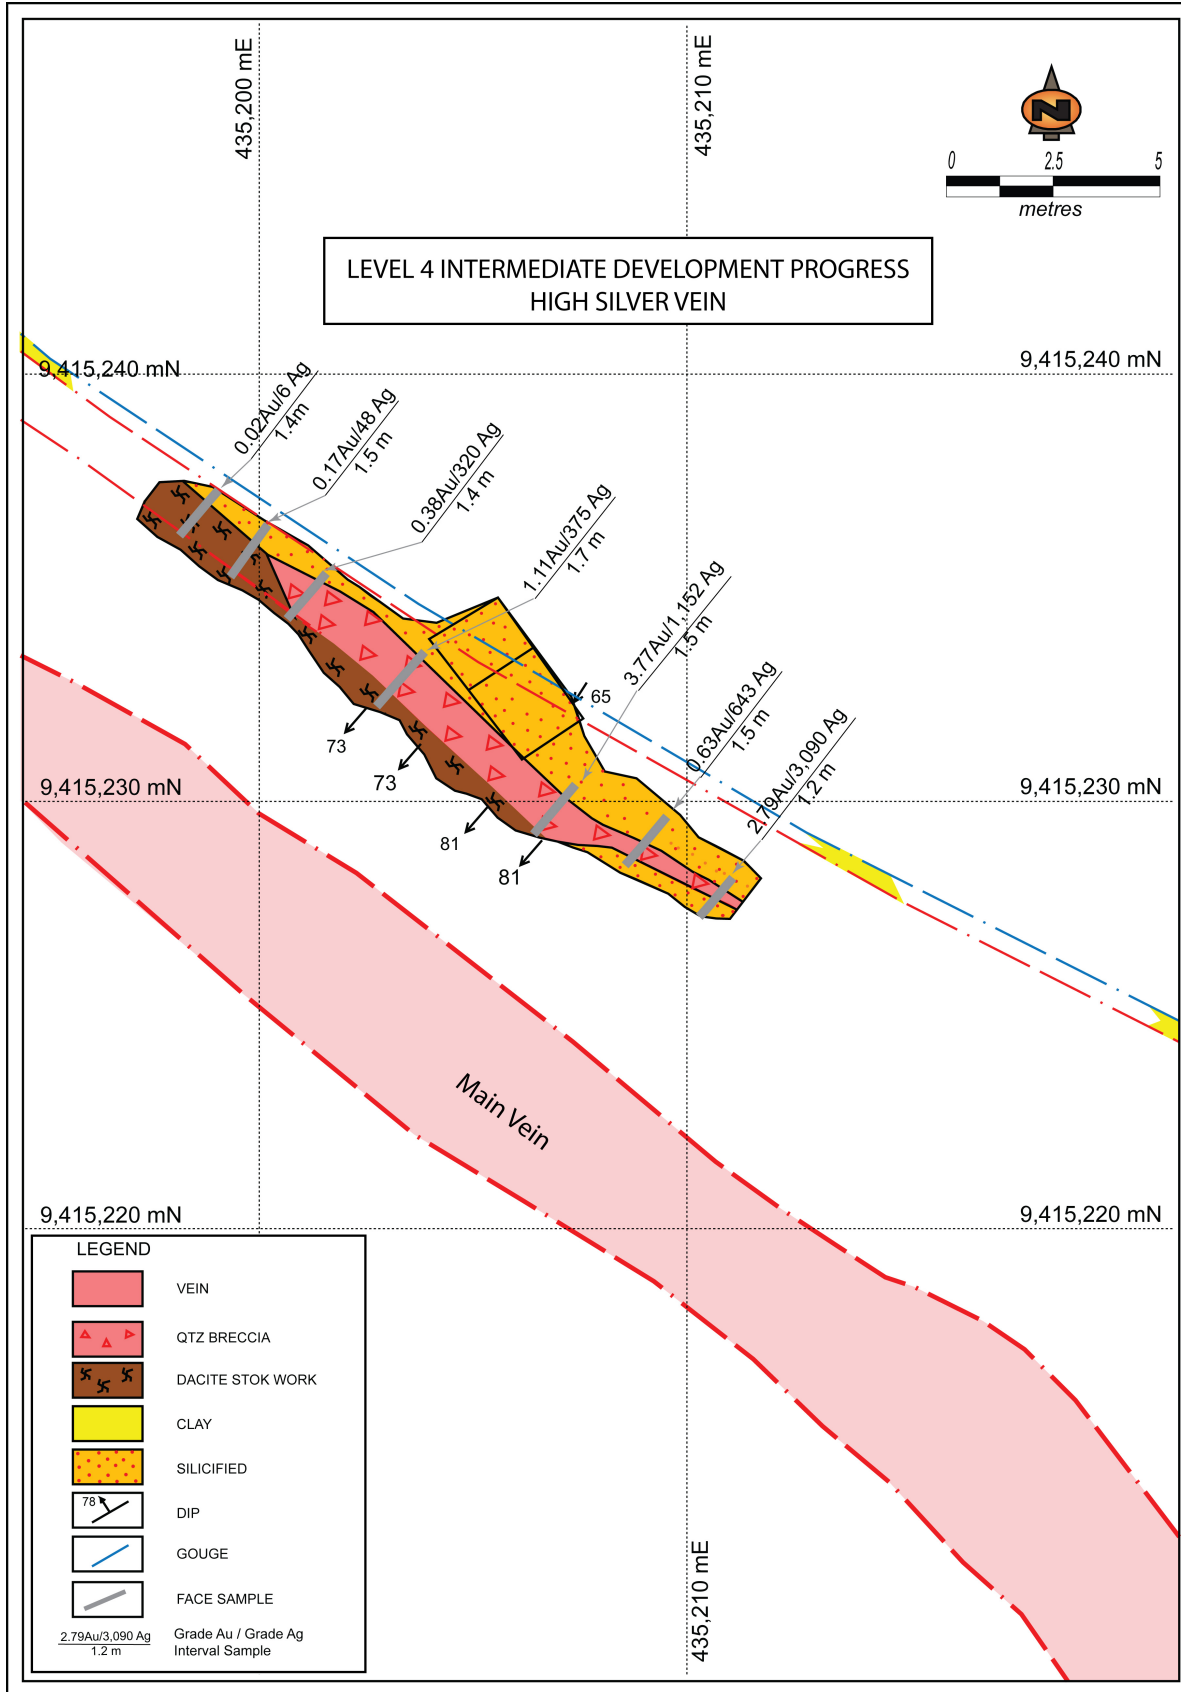 435,200 mE
435,210 mE
N
0 2.5 5
metres
LEVEL 4 INTERMEDIATE DEVELOPMENT PROGRESS
HIGH SILVER VEIN
9,415,240 mN
9,415,240 mN
0.02Au/6 Ag
1.4m
0.17Au/48 Ag
1.5 m
0.38Au/320 Ag
1.4 m
1.11Au/375 Ag
1.7 m
3.77Au/1,152 Ag
1.5 m
0.63Au/643 Ag
1.5 m
2.79Au/3,090 Ag
1.2 m
65
73
73
81
81
9,415,230 mN
9,415,230 mN
Main Vein
9,415,220 mN
9,415,220 mN
435,210 mE
LEGEND
VEIN
QTZ BRECCIA
DACITE STOK WORK
CLAY
SILICIFIED
78
DIP
GOUGE
FACE SAMPLE
2.79Au/3,090 Ag
1.2 m
Grade Au / Grade Ag
Interval Sample